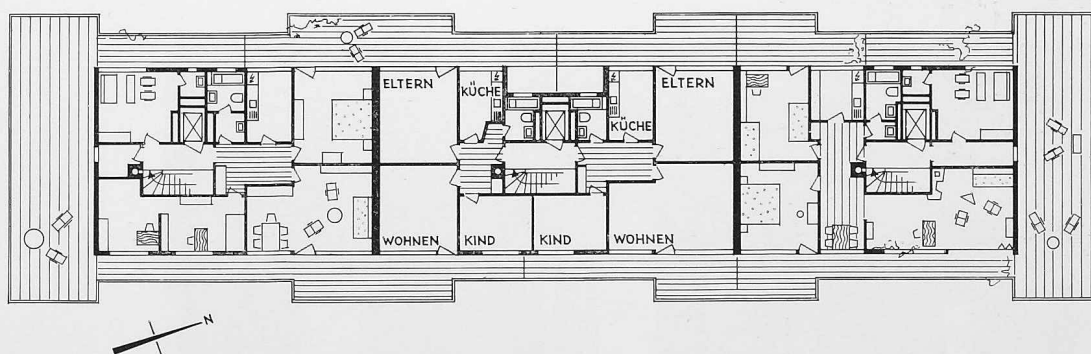 ELTERN
KÜCHE
KÜCHE
ELTERN
WOHNEN
KIND
KIND
WOHNEN
N